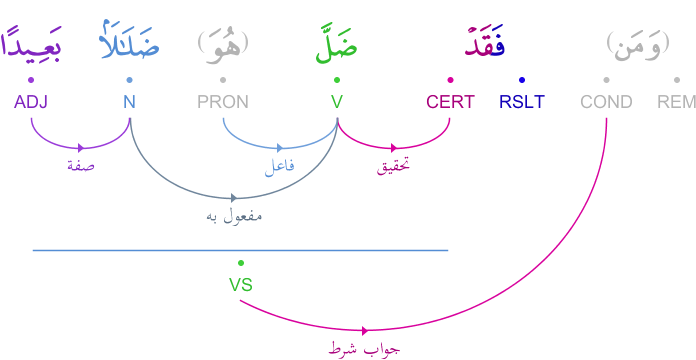 (وَمَن) فَقَدْ ضَلَّ (هُوَ) ضَلَـٰلًۢا بَعِيدًا
REM COND RSLT CERT V PRON N ADJ
تحقيق فاعل صفة
مفعول به
VS
جواب شرط